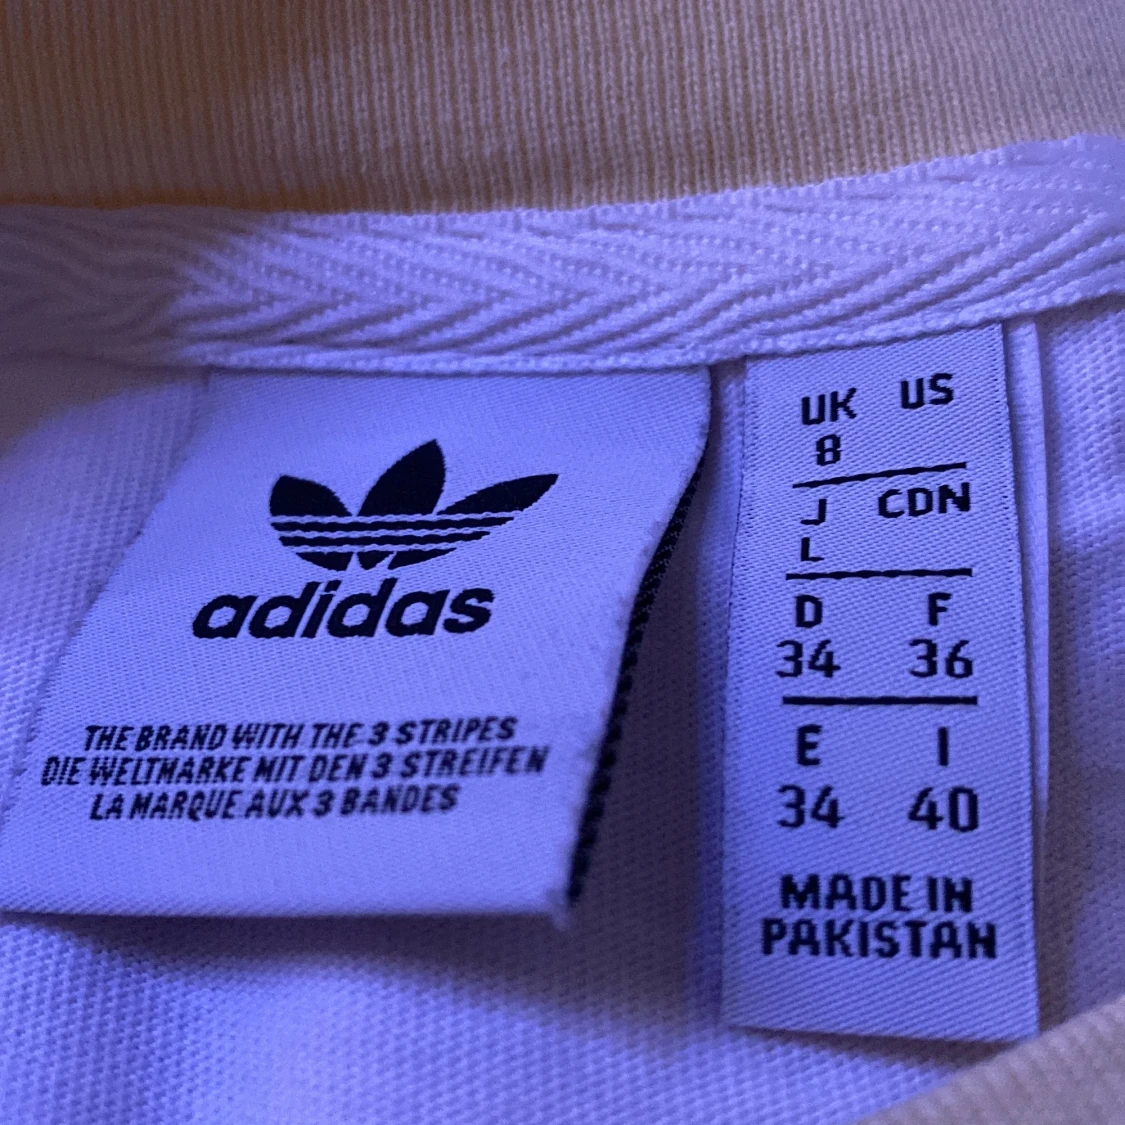 adidas
THE BRAND WITH THE 3 STRIPES
DIE WELTMARKE MIT DEN 3 STREIFEN
LA MARQUE AUX 3 BANDES
UK US
8
J CDN
L
D F
34 36
E I
34 40
MADE IN
PAKISTAN